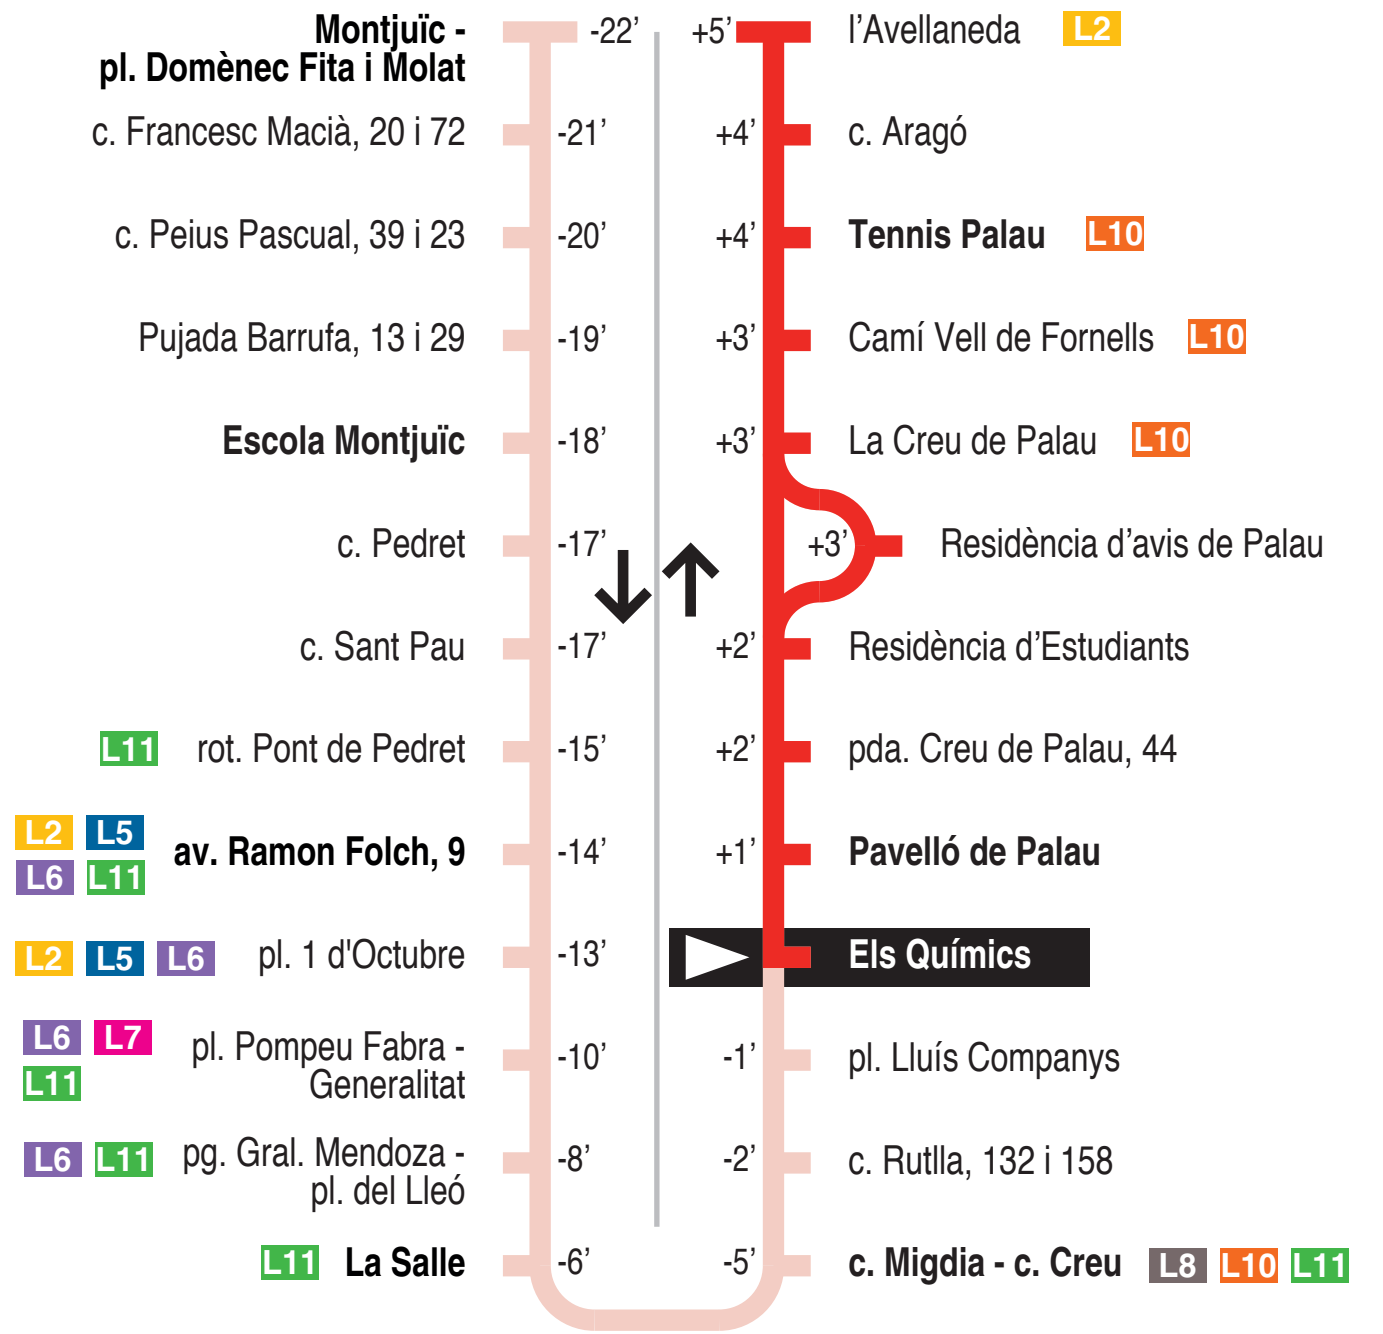 Montjuïc -
pl. Domènec Fita i Molat
-22’
c. Francesc Macià, 20 i 72
-21’
c. Peius Pascual, 39 i 23
-20’
Pujada Barrufa, 13 i 29
-19’
Escola Montjuïc
-18’
c. Pedret
-17’
c. Sant Pau
-17’
L11 rot. Pont de Pedret
-15’
L2 L5
L6 L11
av. Ramon Folch, 9
-14’
L2 L5 L6 pl. 1 d'Octubre
-13’
L6 L7
L11
pl. Pompeu Fabra -
Generalitat
-10’
L6 L11
pg. Gral. Mendoza -
pl. del Lleó
-8’
L11 La Salle
-6’
+5’ l’Avellaneda L2
+4’ c. Aragó
+4’ Tennis Palau L10
+3’ Camí Vell de Fornells L10
+3’ La Creu de Palau L10
+3’ Residència d’avis de Palau
+2’ Residència d’Estudiants
+2’ pda. Creu de Palau, 44
+1’ Pavelló de Palau
Els Químics
-1’ pl. Lluís Companys
-2’ c. Rutlla, 132 i 158
-5’ c. Migdia - c. Creu L8 L10 L11